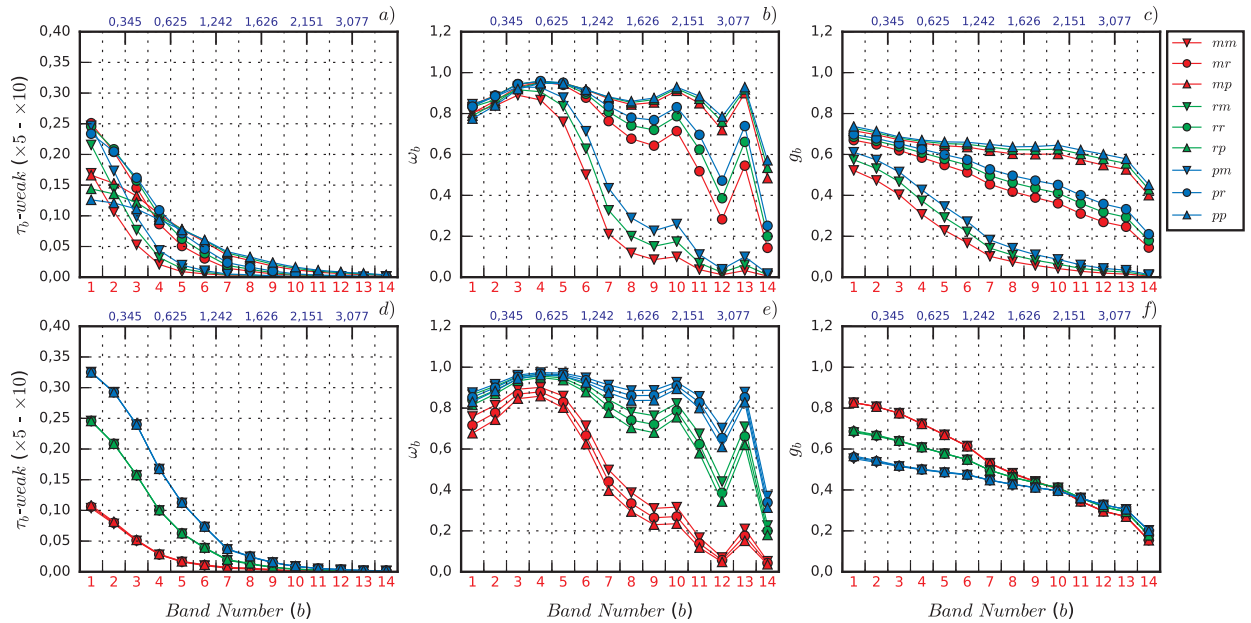 0,345 0,625 1,242 1,626 2,151 3,077 a)
0,345 0,625 1,242 1,626 2,151 3,077 b)
0,345 0,625 1,242 1,626 2,151 3,077 c)
0,40
0,35
0,30
0,25
0,20
0,15
0,10
0,05
0,00
τb-weak (×5 - ×10)
1 2 3 4 5 6 7 8 9 10 11 12 13 14
1,2
1,0
0,8
0,6
0,4
0,2
0,0
ωb
1 2 3 4 5 6 7 8 9 10 11 12 13 14
1,2
1,0
0,8
0,6
0,4
0,2
0,0
gb
1 2 3 4 5 6 7 8 9 10 11 12 13 14
mm
mr
mp
rm
rr
rp
pm
pr
pp
0,345 0,625 1,242 1,626 2,151 3,077 d)
0,345 0,625 1,242 1,626 2,151 3,077 e)
0,345 0,625 1,242 1,626 2,151 3,077 f)
0,40
0,35
0,30
0,25
0,20
0,15
0,10
0,05
0,00
τb-weak (×5 - ×10)
1 2 3 4 5 6 7 8 9 10 11 12 13 14
Band Number (b)
1,2
1,0
0,8
0,6
0,4
0,2
0,0
ωb
1 2 3 4 5 6 7 8 9 10 11 12 13 14
Band Number (b)
1,2
1,0
0,8
0,6
0,4
0,2
0,0
gb
1 2 3 4 5 6 7 8 9 10 11 12 13 14
Band Number (b)